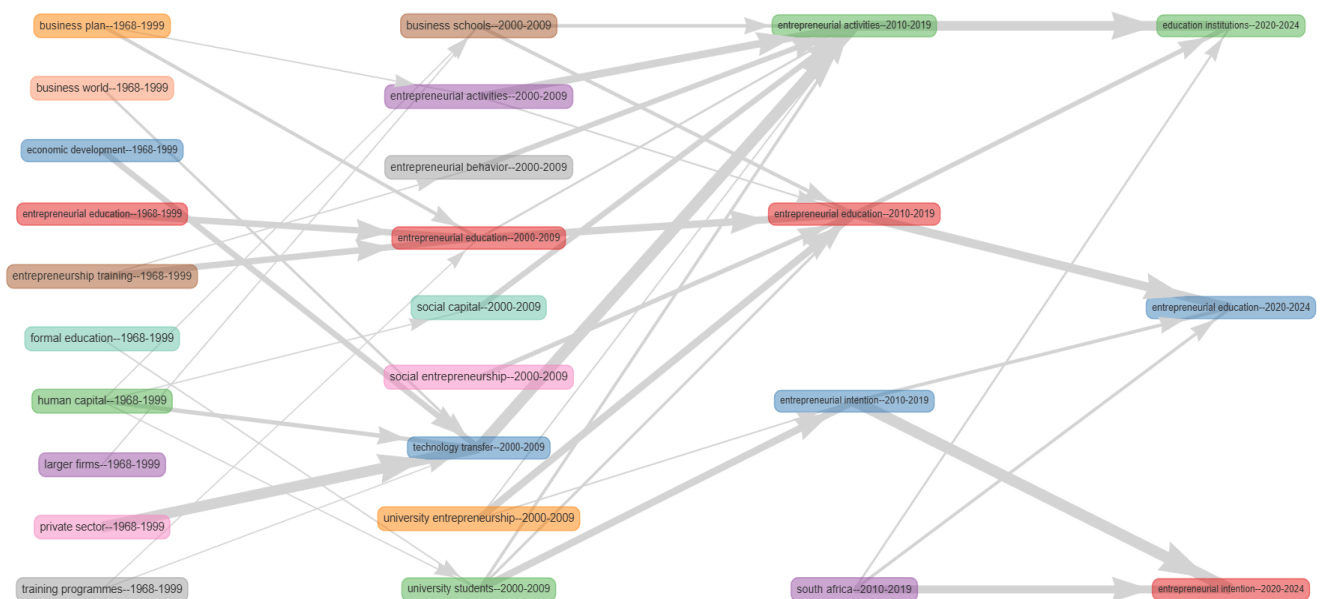 business plan--1968-1999
business world--1968-1999
economic development--1968-1999
entrepreneurial education--1968-1999
entrepreneurship training--1968-1999
formal education--1968-1999
human capital--1968-1999
larger firms--1968-1999
private sector--1968-1999
training programmes--1968-1999
business schools--2000-2009
entrepreneurial activities--2000-2009
entrepreneurial behavior--2000-2009
entrepreneurial education--2000-2009
social capital--2000-2009
social entrepreneurship--2000-2009
technology transfer--2000-2009
university entrepreneurship--2000-2009
university students--2000-2009
entrepreneurial activities--2010-2019
entrepreneurial education--2010-2019
entrepreneurial intention--2010-2019
south africa--2010-2019
education institutions--2020-2024
entrepreneurial education--2020-2024
entrepreneurial intention--2020-2024